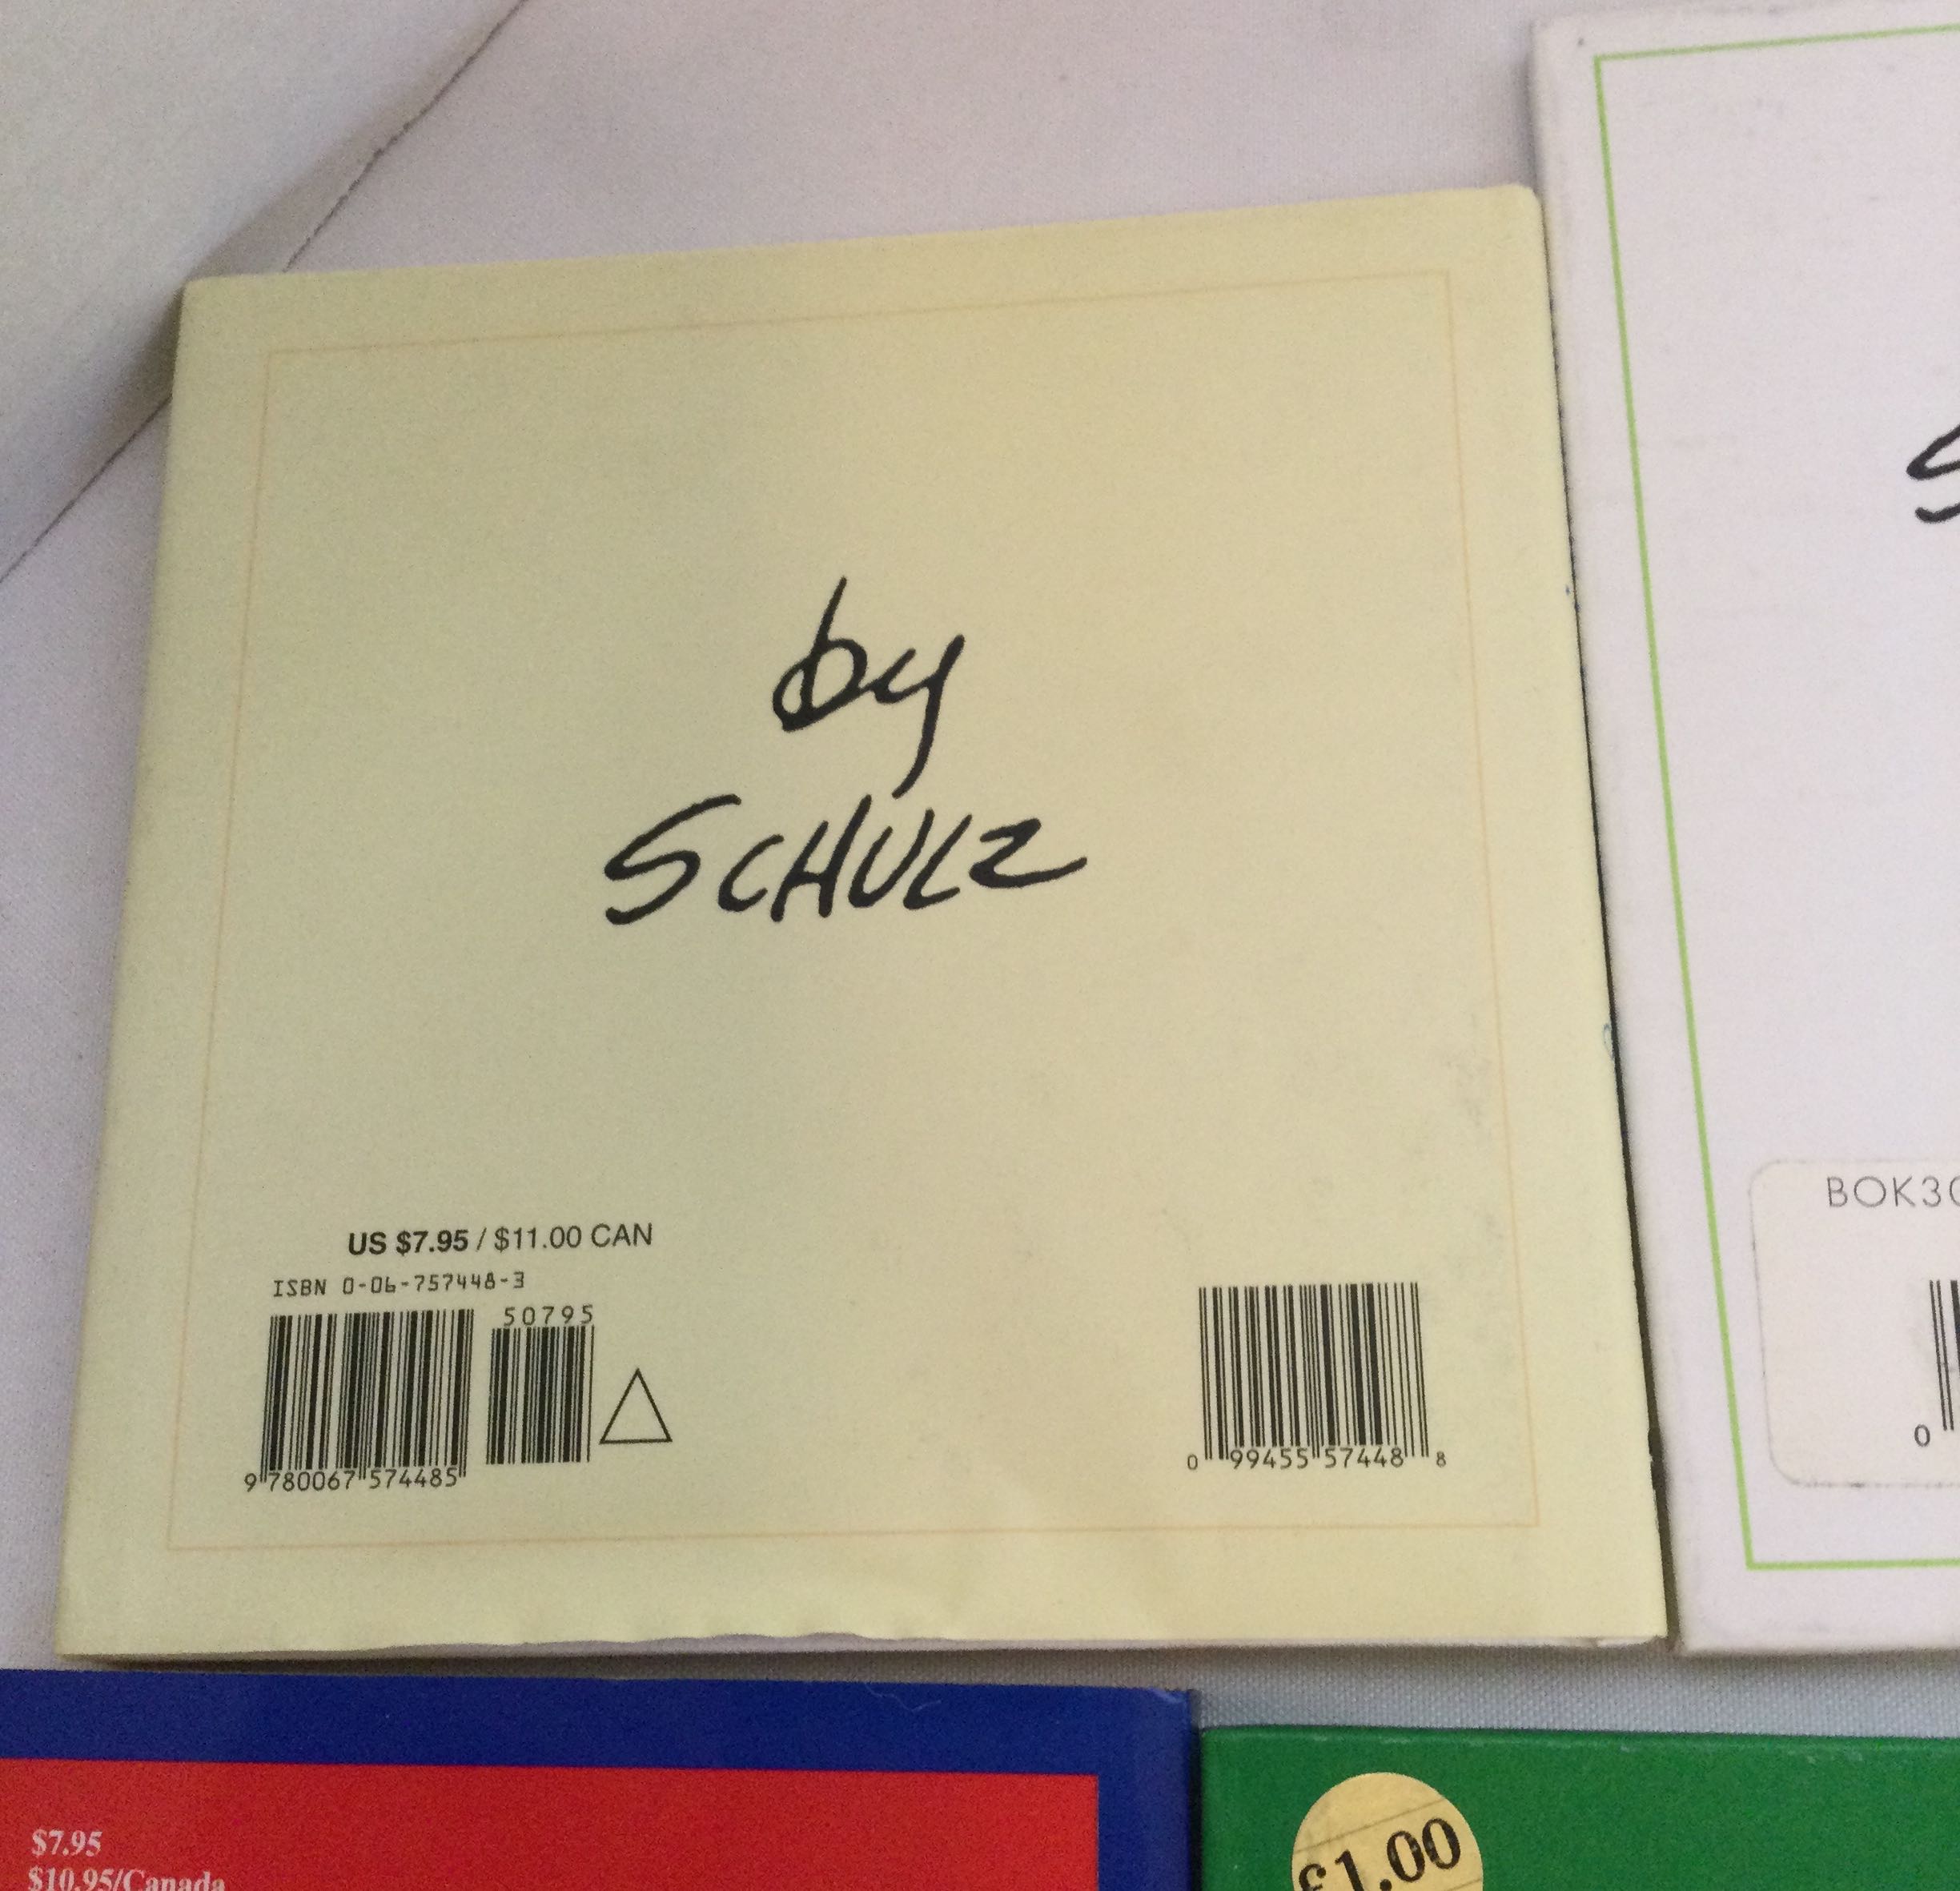 by
SCHULZ
US $7.95 / $11.00 CAN
ISBN 0-06-757448-3
50795
9 780067 574485
0 99455 57448 8
BOK30
0
$7.95
$10.95/Canada
£1.00